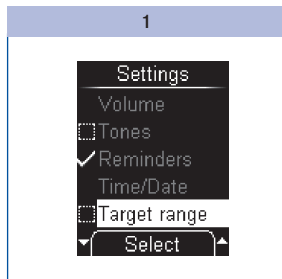 1
Settings
Volume
Tones
Reminders
Time/Date
Target range
Select